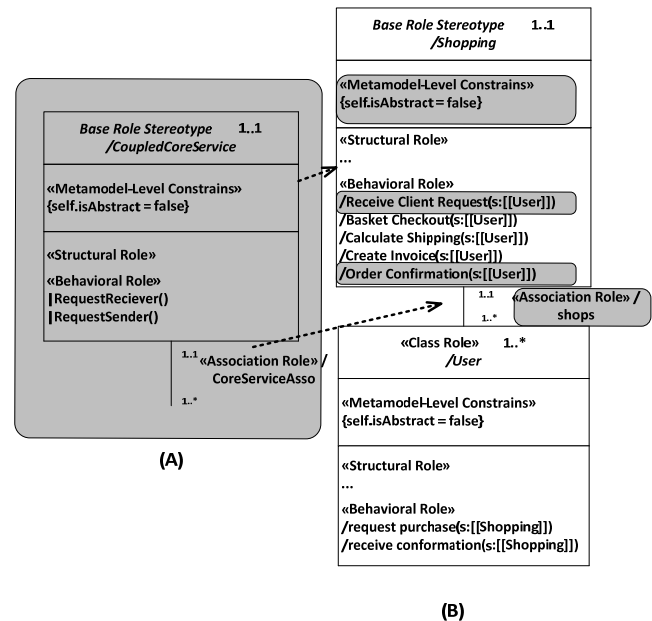 Base Role Stereotype 1..1
/CoupledCoreService
«Metamodel-Level Constrains»
{self.isAbstract = false}
«Structural Role»
«Behavioral Role»
|RequestReciever()
|RequestSender()
1..1
«Association Role» /
CoreServiceAsso
1..*
(A)
Base Role Stereotype 1..1
/Shopping
«Metamodel-Level Constrains»
{self.isAbstract = false}
«Structural Role»
...
«Behavioral Role»
/Receive Client Request(s:[[User]])
/Basket Checkout(s:[[User]])
/Calculate Shipping(s:[[User]])
/Create Invoice(s:[[User]])
/Order Confirmation(s:[[User]])
1..1
«Association Role» /
shops
1..*
«Class Role» 1..*
/User
«Metamodel-Level Constrains»
{self.isAbstract = false}
«Structural Role»
...
«Behavioral Role»
/request purchase(s:[[Shopping]])
/receive conformation(s:[[Shopping]])
(B)